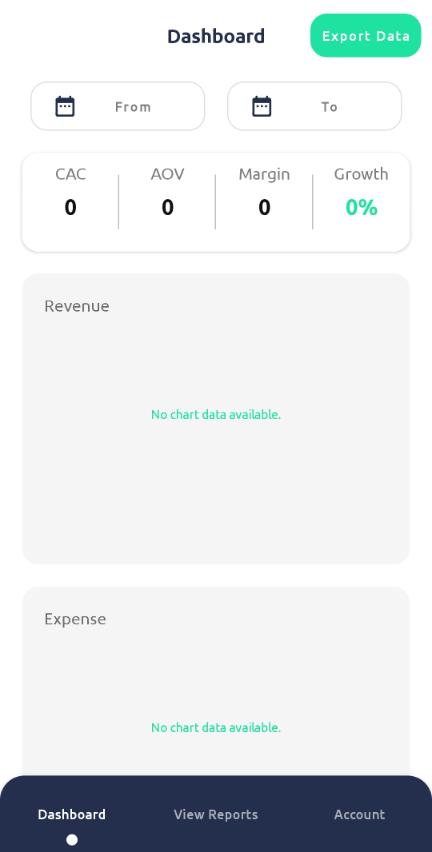 Dashboard
Export Data
From
To
CAC
AOV
Margin
Growth
0
0
0
0%
Revenue
No chart data available.
Expense
No chart data available.
Dashboard
View Reports
Account